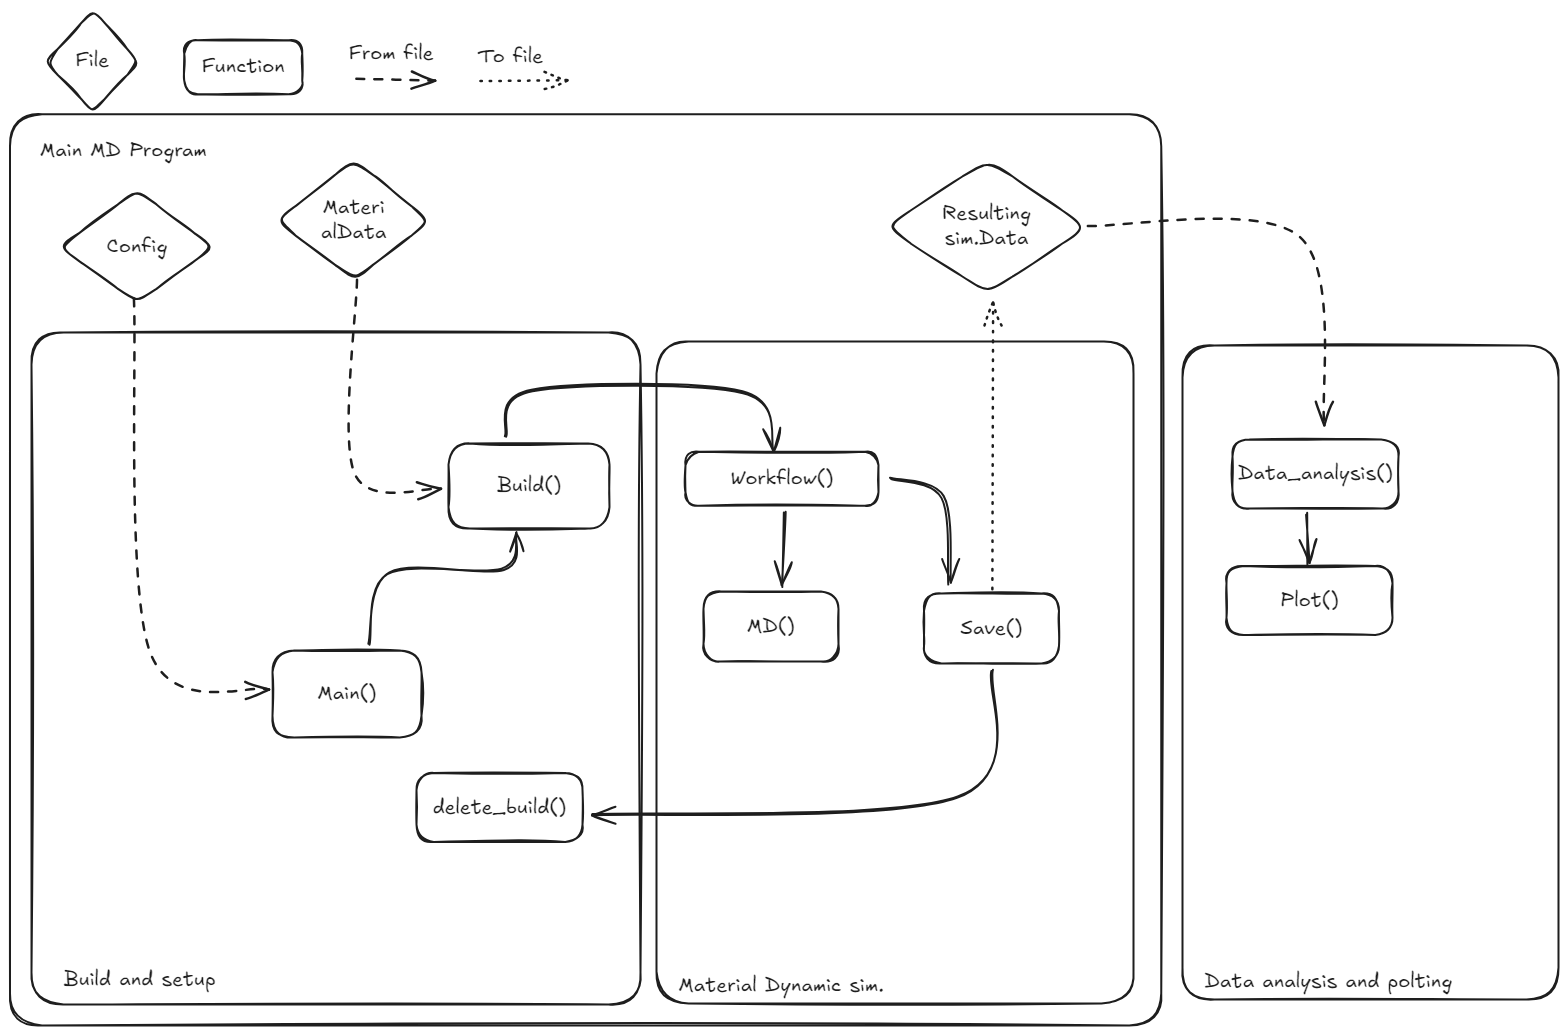 File
Function
From file
To file
Main MD Program
Config
Materi
alData
Resulting
sim.Data
Build()
Workflow()
Data_analysis()
MD()
Save()
Plot()
Main()
delete_build()
Build and setup
Material Dynamic sim.
Data analysis and polting